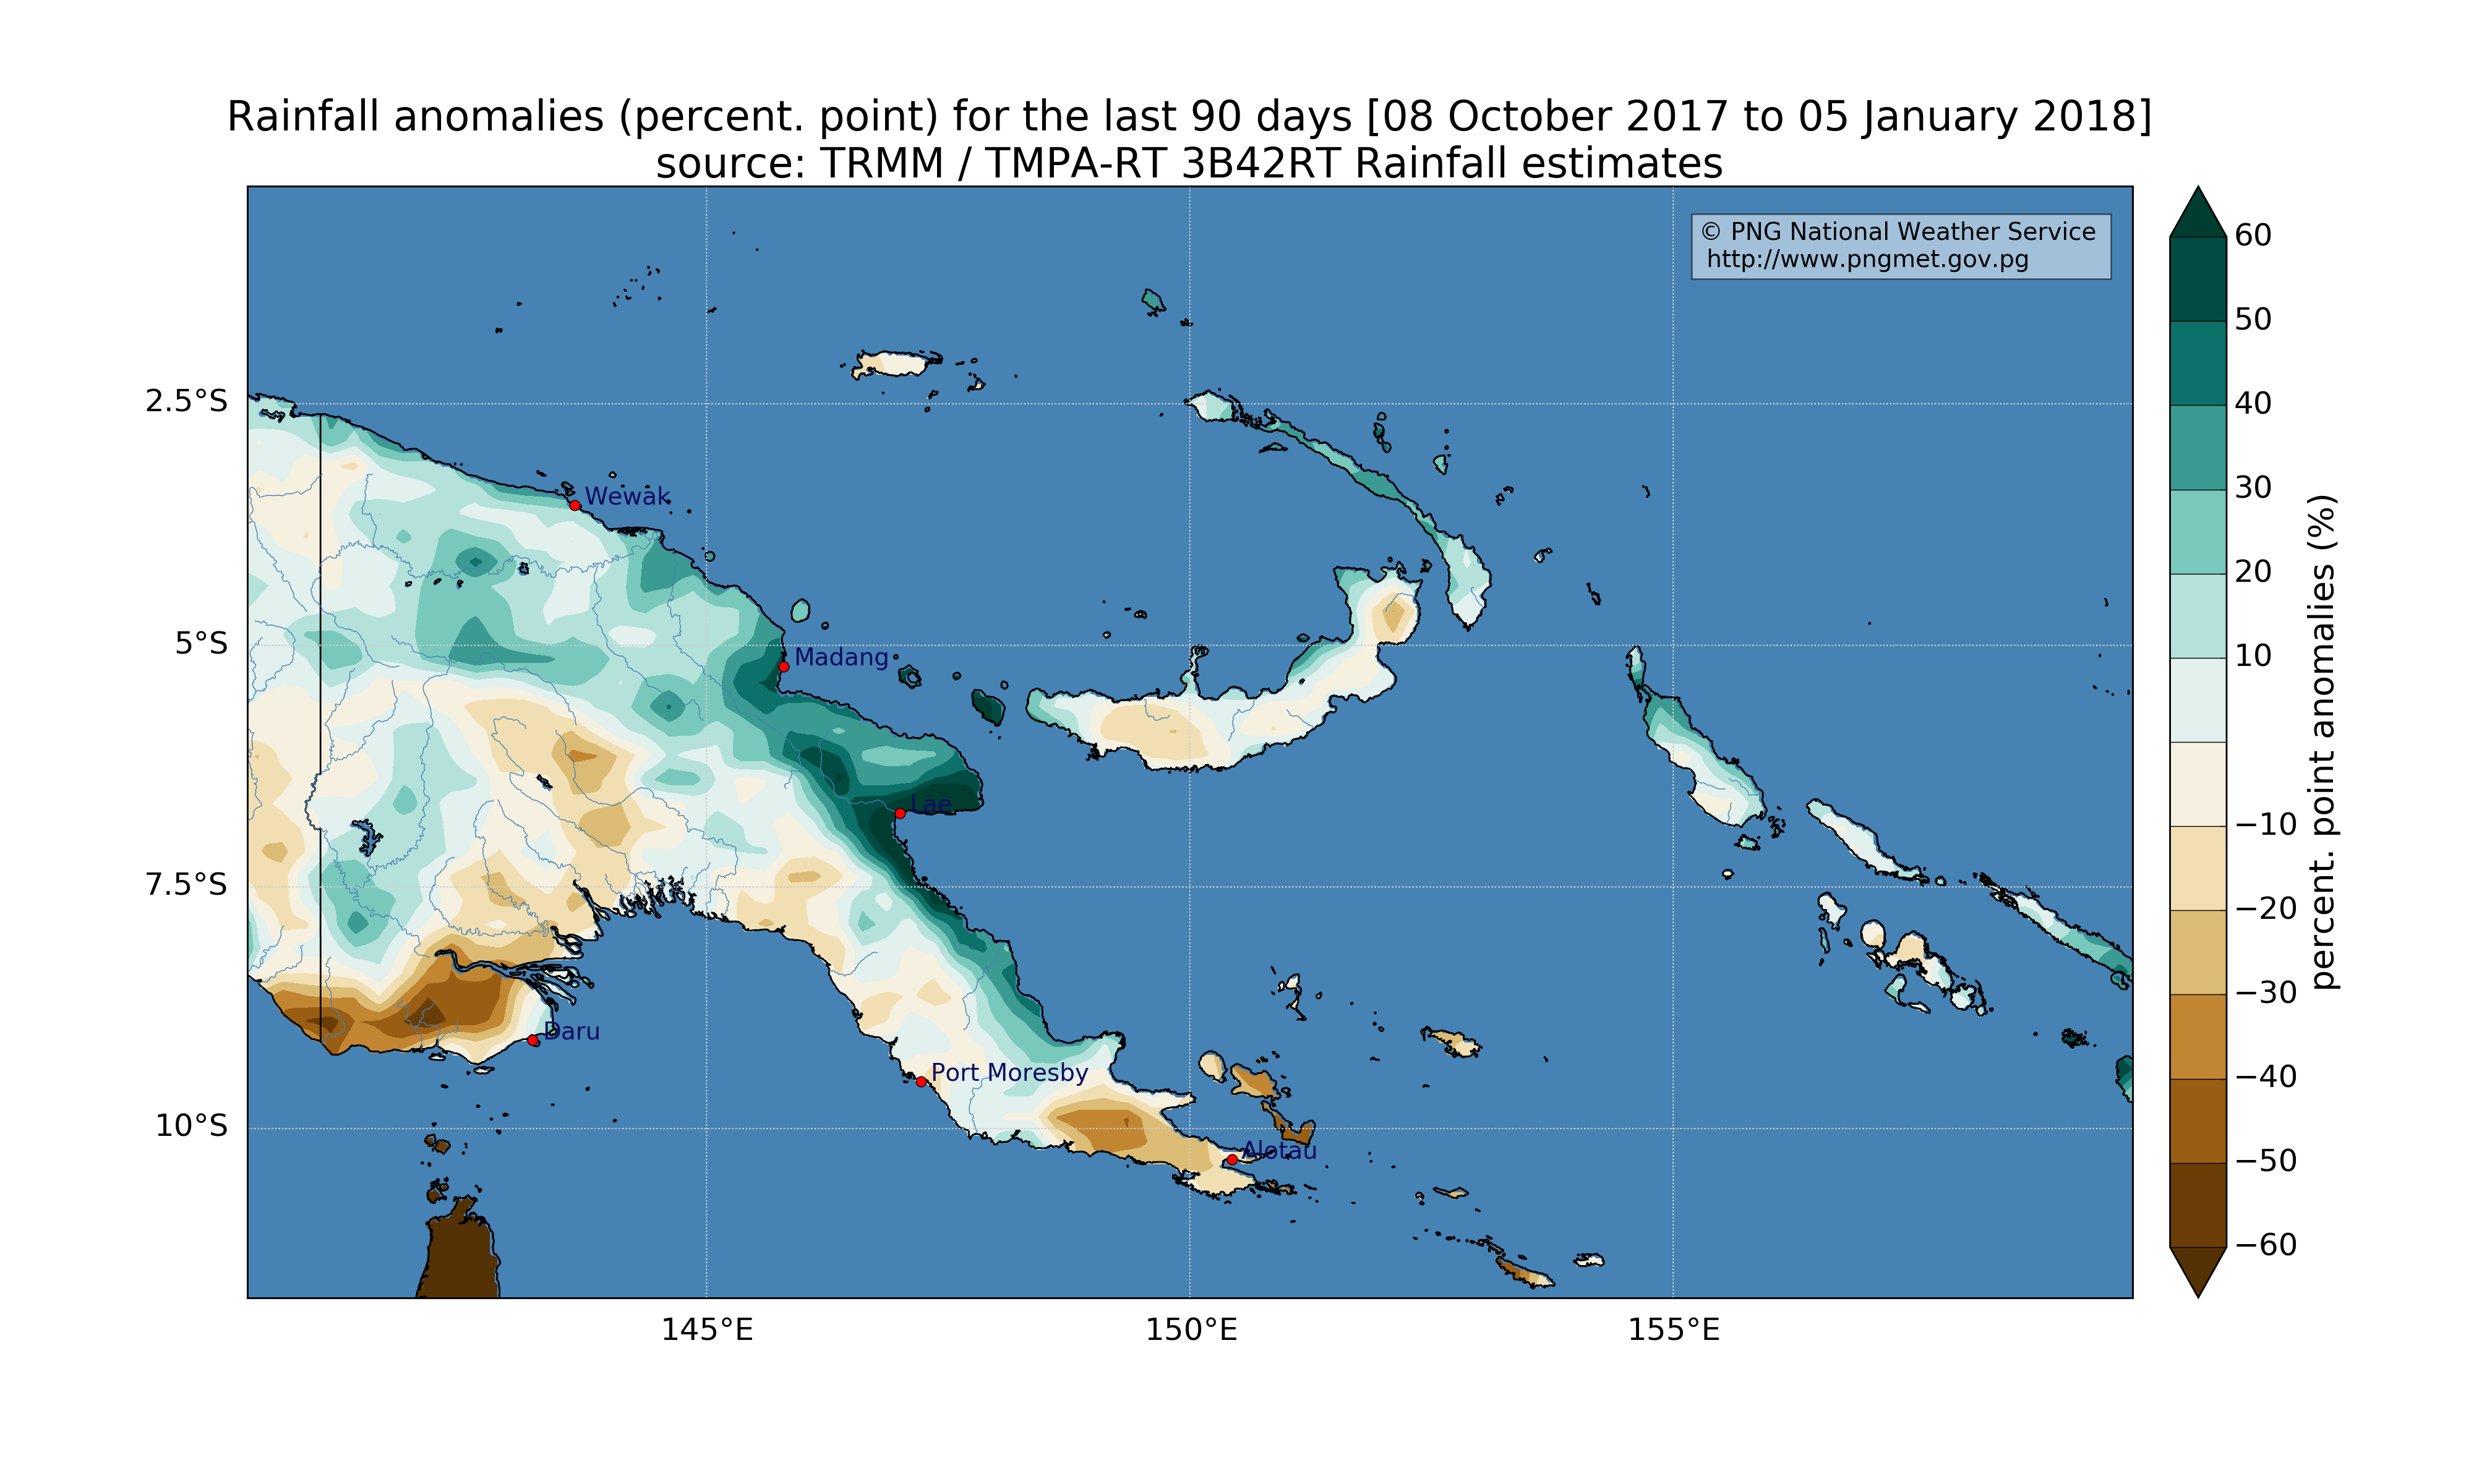 Rainfall anomalies (percent. point) for the last 90 days [08 October 2017 to 05 January 2018]
source: TRMM / TMPA-RT 3B42RT Rainfall estimates
© PNG National Weather Service
http://www.pngmet.gov.pg
2.5°S
5°S
7.5°S
10°S
145°E
150°E
155°E
Wewak
Madang
Lae
Daru
Port Moresby
Alotau
60
50
40
30
20
10
−10
−20
−30
−40
−50
−60
percent. point anomalies (%)